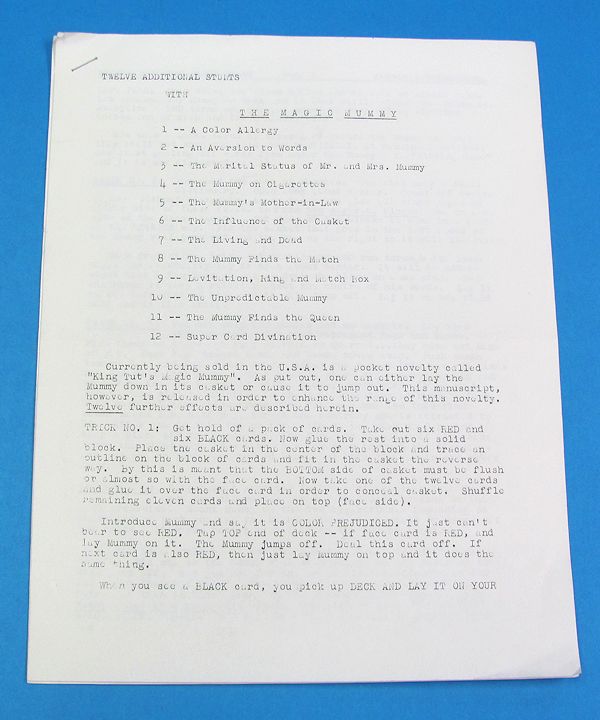 TWELVE ADDITIONAL STUNTS
WITH
THE MAGIC MUMMY
1 -- A Color Allergy
2 -- An Aversion to Words
3 -- The Marital Status of Mr. and Mrs. Mummy
4 -- The Mummy on Cigarettes
5 -- The Mummy's Mother-in-Law
6 -- The Influence of the Casket
7 -- The Living and Dead
8 -- The Mummy Finds the Match
9 -- Levitation, Ring and Match Box
10 -- The Unpredictable Mummy
11 -- The Mummy Finds the Queen
12 -- Super Card Divination
Currently being sold in the U.S.A. is a pocket novelty called
"King Tut's Magic Mummy". As put out, one can either lay the
Mummy down in its casket or cause it to jump out. This manuscript,
however, is released in order to enhance the range of this novelty.
Twelve further effects are described herein.
TRICK NO. 1: Get hold of a pack of cards. Take out six RED and
six BLACK cards. Now glue the rest into a solid
block. Place the casket in the center of the block and trace an
outline on the block of cards and fit in the casket the reverse
way. By this is meant that the BOTTOM side of casket must be flush
or almost so with the face card. Now take one of the twelve cards
and glue it over the face card in order to conceal casket. Shuffle
remaining eleven cards and place on top (face side).
Introduce Mummy and say it is COLOR PREJUDICED. It just can't
bear to see RED. Tap TOP end of deck -- if face card is RED, and
lay Mummy on it. The Mummy jumps off. Deal this card off. If
next card is also RED, then just lay Mummy on top and it does the
same thing.
When you see a BLACK card, you pick up DECK AND LAY IT ON YOUR